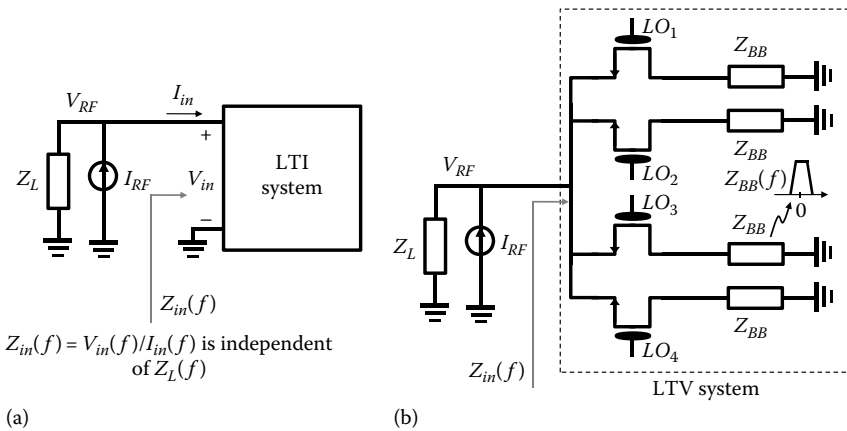 I_in
V_RF
+
LTI
system
Z_L
I_RF
V_in
−
Z_in(f)
Z_in(f) = V_in(f)/I_in(f) is independent
of Z_L(f)
(a)
LO_1
Z_BB
Z_BB
LO_2
V_RF
Z_BB(f)
0
LO_3
Z_BB
Z_L
I_RF
Z_BB
LO_4
Z_in(f)
LTV system
(b)